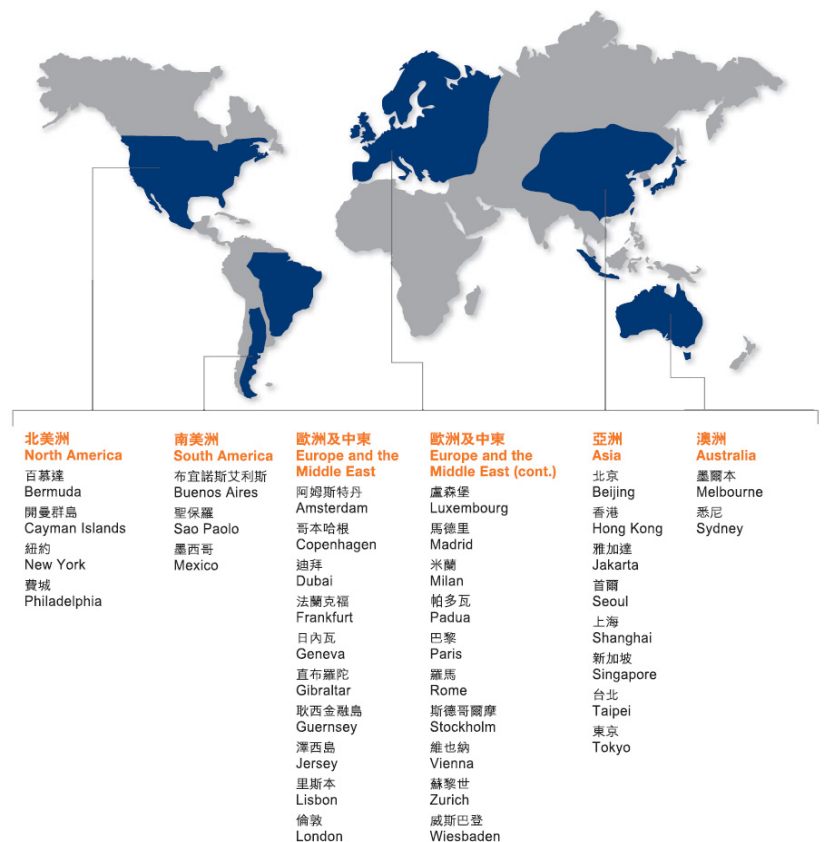 北美洲
North America
百慕達
Bermuda
開曼群島
Cayman Islands
紐約
New York
費城
Philadelphia
南美洲
South America
布宜諾斯艾利斯
Buenos Aires
聖保羅
Sao Paolo
墨西哥
Mexico
歐洲及中東
Europe and the
Middle East
阿姆斯特丹
Amsterdam
哥本哈根
Copenhagen
迪拜
Dubai
法蘭克福
Frankfurt
日內瓦
Geneva
直布羅陀
Gibraltar
耿西金融島
Guernsey
澤西島
Jersey
里斯本
Lisbon
倫敦
London
歐洲及中東
Europe and the
Middle East (cont.)
盧森堡
Luxembourg
馬德里
Madrid
米蘭
Milan
帕多瓦
Padua
巴黎
Paris
羅馬
Rome
斯德哥爾摩
Stockholm
維也納
Vienna
蘇黎世
Zurich
威斯巴登
Wiesbaden
亞洲
Asia
北京
Beijing
香港
Hong Kong
雅加達
Jakarta
首爾
Seoul
上海
Shanghai
新加坡
Singapore
台北
Taipei
東京
Tokyo
澳洲
Australia
墨爾本
Melbourne
悉尼
Sydney